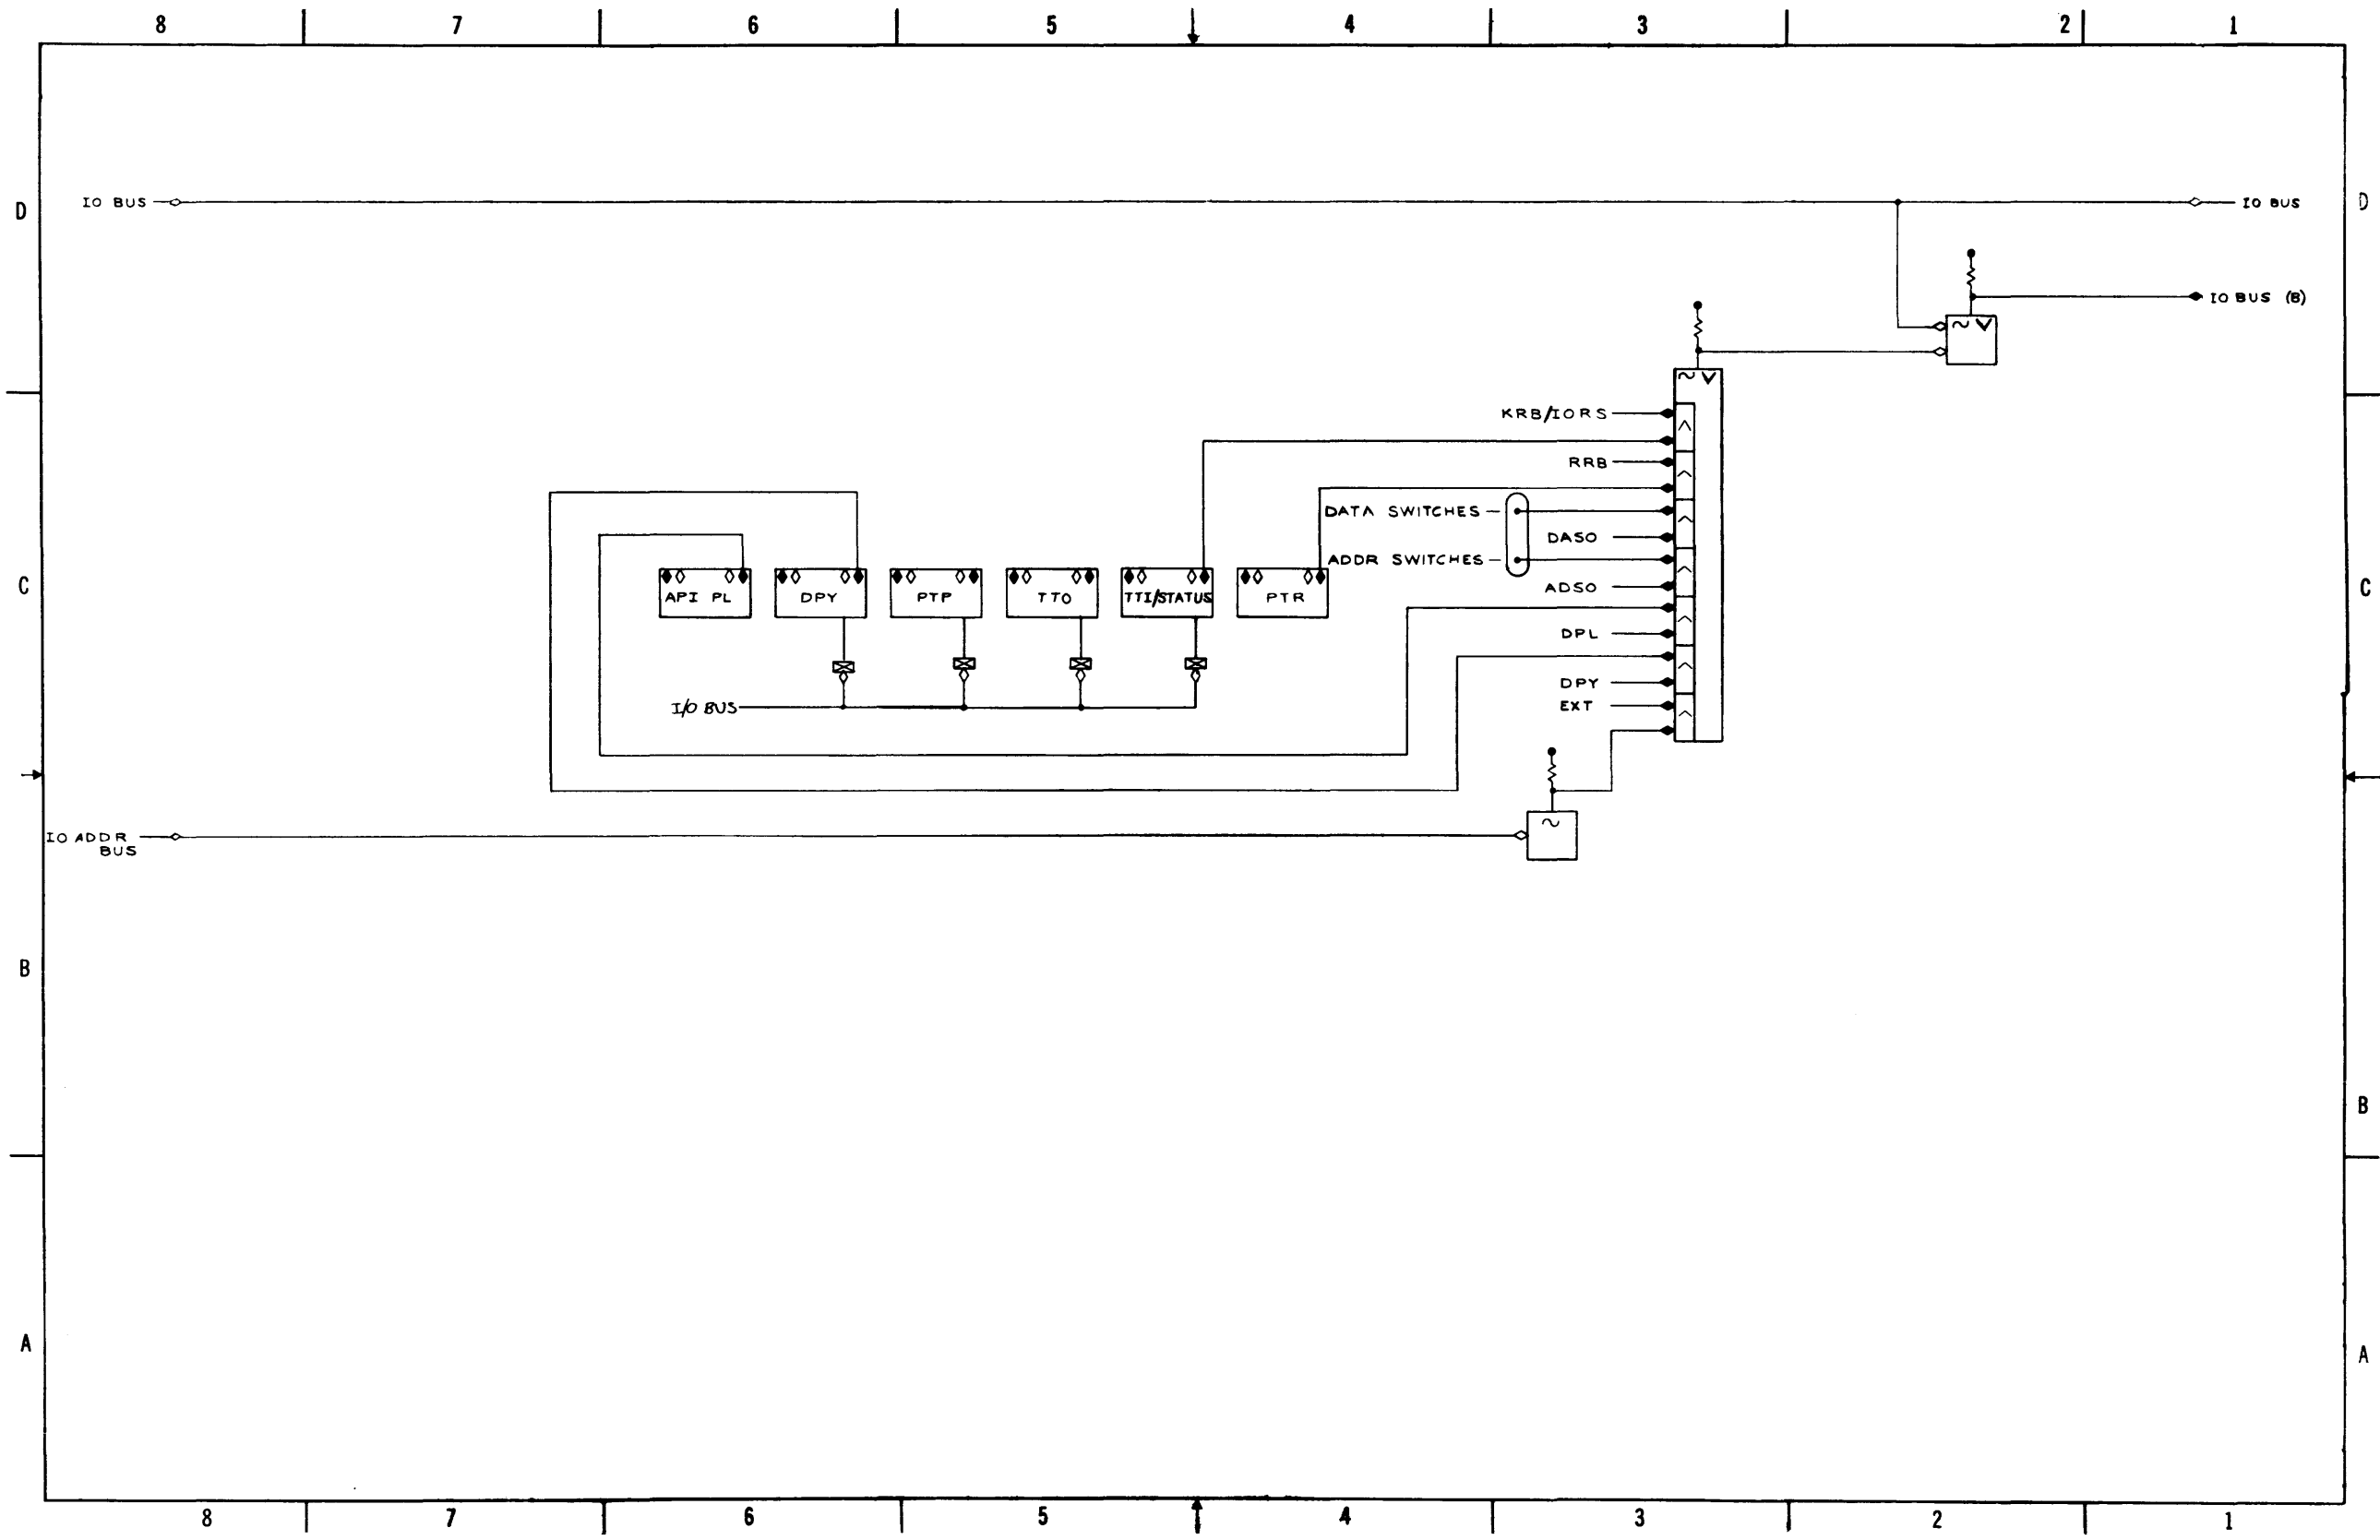 8 7 6 5 4 3 2 1
D IO BUS IO BUS D
IO BUS (B)
~ V
~ V
KRB/IORS
^
RRB
^
DATA SWITCHES
^
DASO
ADDR SWITCHES
^
C API PL DPY PTP TTO TTI/STATUS PTR ADSO C
^
DPL
^
DPY
I/O BUS EXT
^
~
IO ADDR
BUS
B
B
A
A
8 7 6 5 4 3 2 1